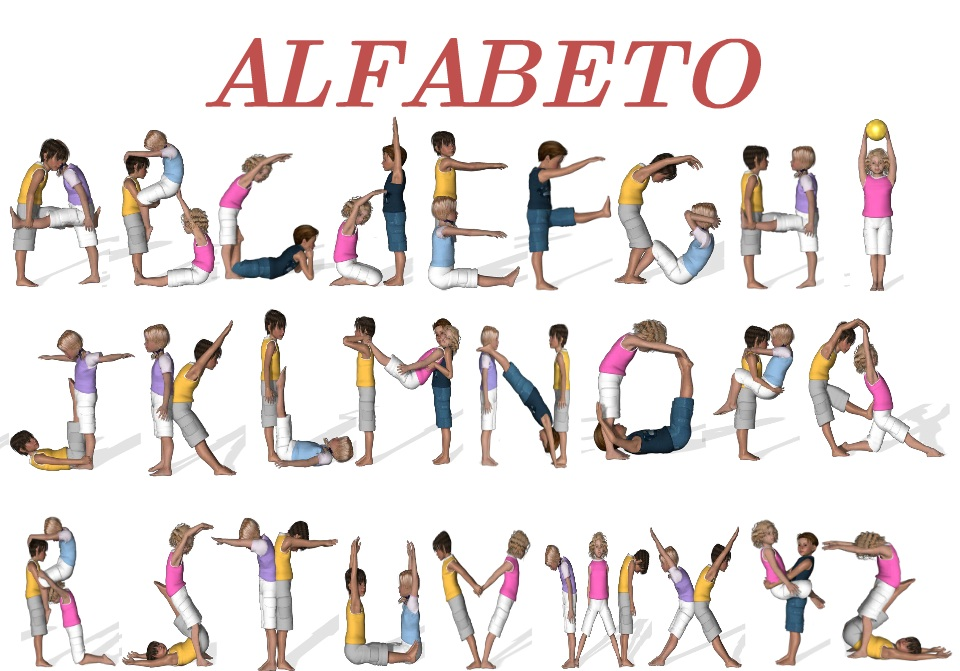 ALFABETO
A B C d E F G H I
J K L M N O P Q
R S T U V W X Y Z